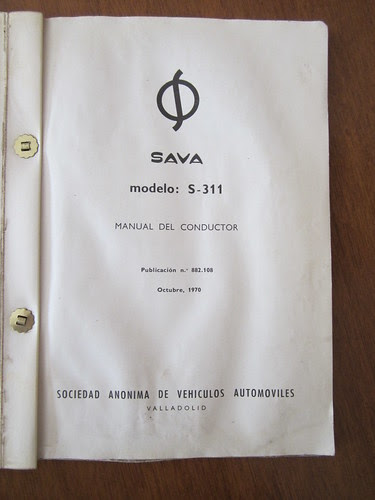 SAVA
modelo: S-311
MANUAL DEL CONDUCTOR
Publicación n.º 882.108
Octubre, 1970
SOCIEDAD ANONIMA DE VEHICULOS AUTOMOVILES
VALLADOLID